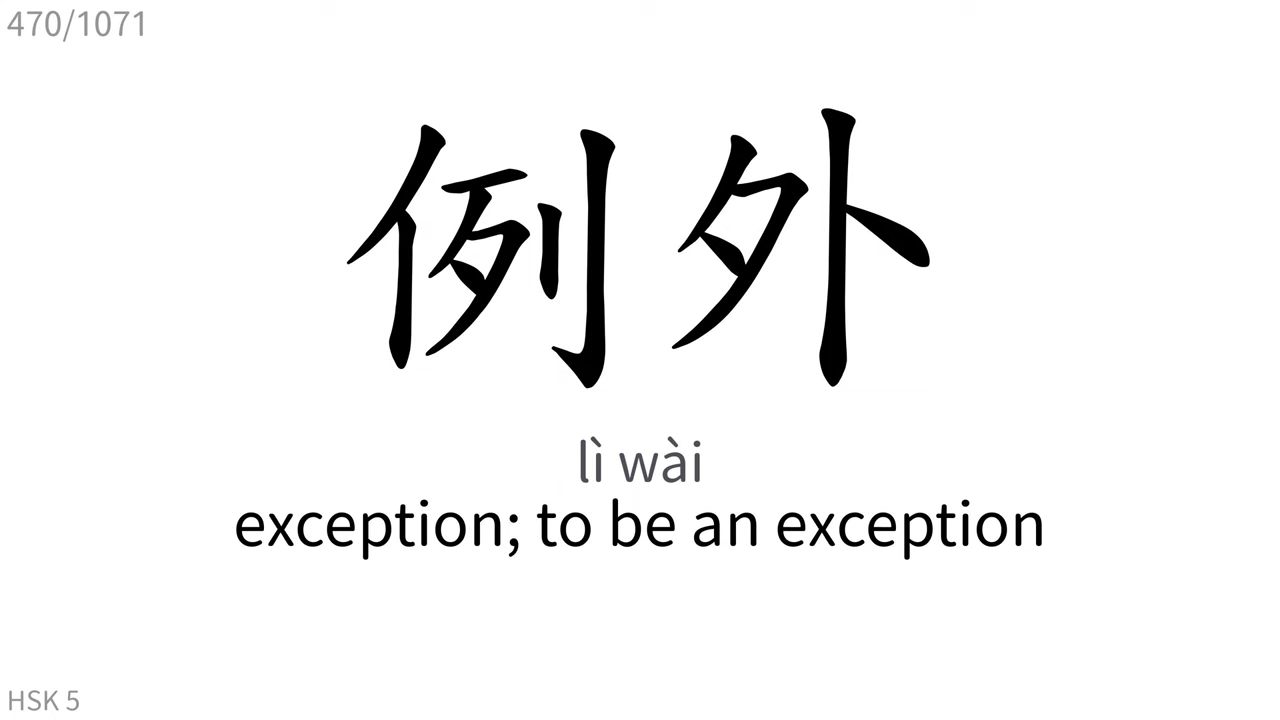 470/1071
例外
lì wài
exception; to be an exception
HSK 5